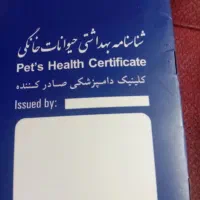 شناسنامه بهداشتی حیوانات خانگی
Pet's Health Certificate
کلینیک دامپزشکی صادر کننده
Issued by: